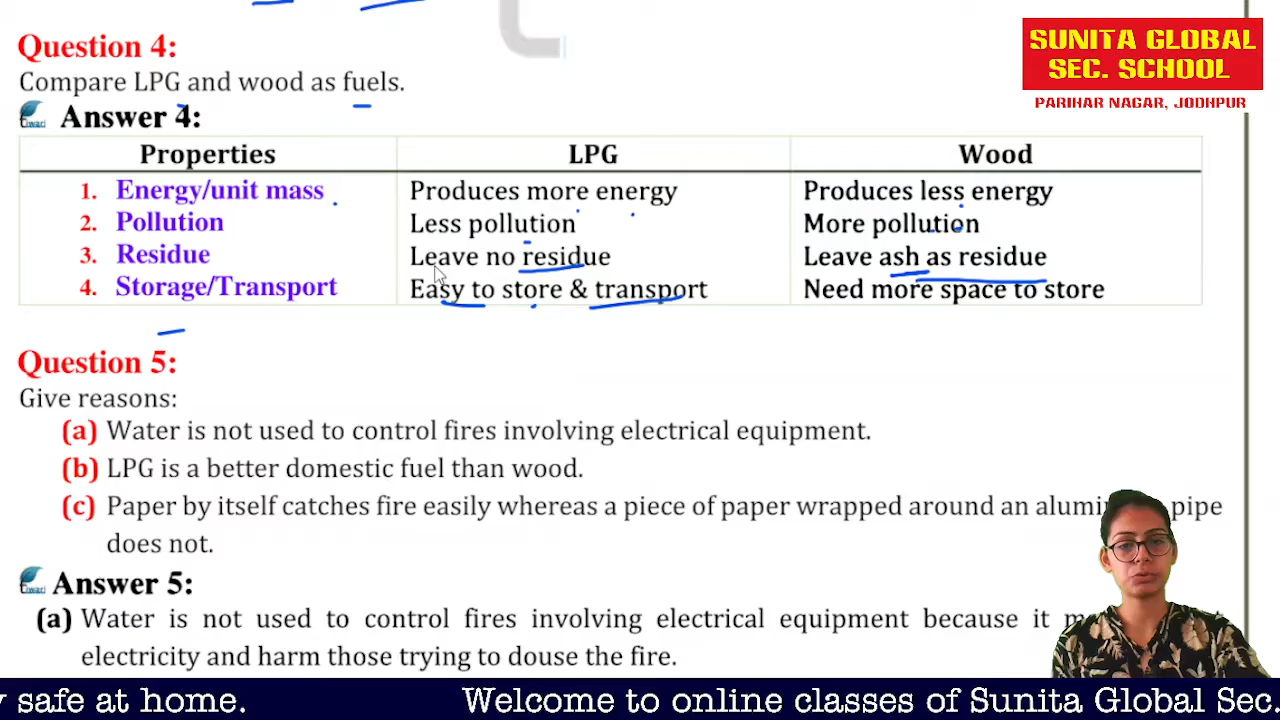 Question 4:
SUNITA GLOBAL
SEC. SCHOOL
PARIHAR NAGAR, JODHPUR
Compare LPG and wood as fuels.
Answer 4:
Properties LPG Wood
1. Energy/unit mass Produces more energy Produces less energy
2. Pollution Less pollution More pollution
3. Residue Leave no residue Leave ash as residue
4. Storage/Transport Easy to store & transport Need more space to store
Question 5:
Give reasons:
(a) Water is not used to control fires involving electrical equipment.
(b) LPG is a better domestic fuel than wood.
(c) Paper by itself catches fire easily whereas a piece of paper wrapped around an pipe
does not.
Answer 5:
(a) Water is not used to control fires involving electrical equipment because it
electricity and harm those trying to douse the fire.
safe at home. Welcome to online classes of Sunita Global Sec.